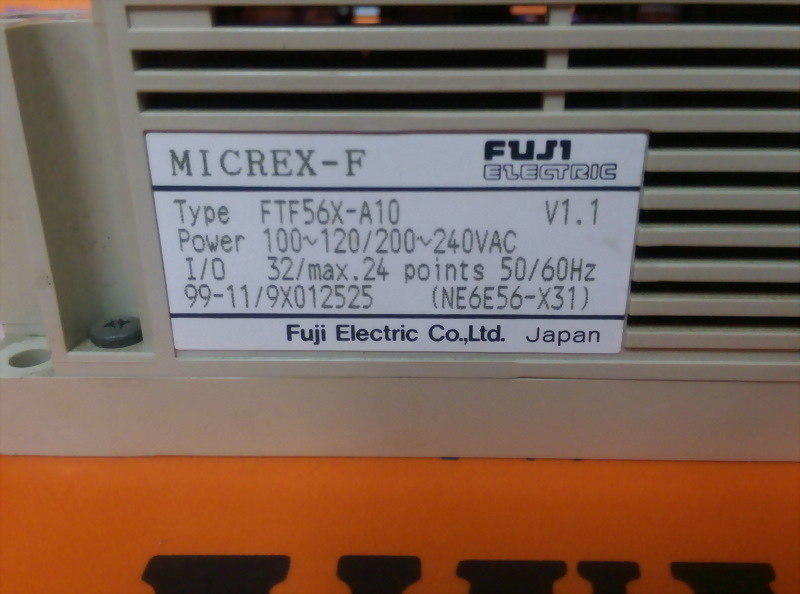 MICREX-F FUJI ELECTRIC
Type FTF56X-A10 V1.1
Power 100~120/200~240VAC
I/O 32/max.24 points 50/60Hz
99-11/9X012525 (NE6E56-X31)
Fuji Electric Co.,Ltd. Japan